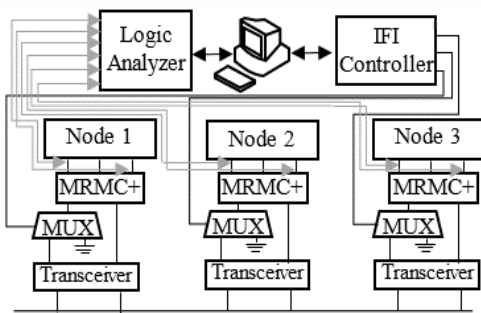 Logic
Analyzer
IFI
Controller
Node 1
Node 2
Node 3
MRMC+
MRMC+
MRMC+
MUX
MUX
MUX
Transceiver
Transceiver
Transceiver